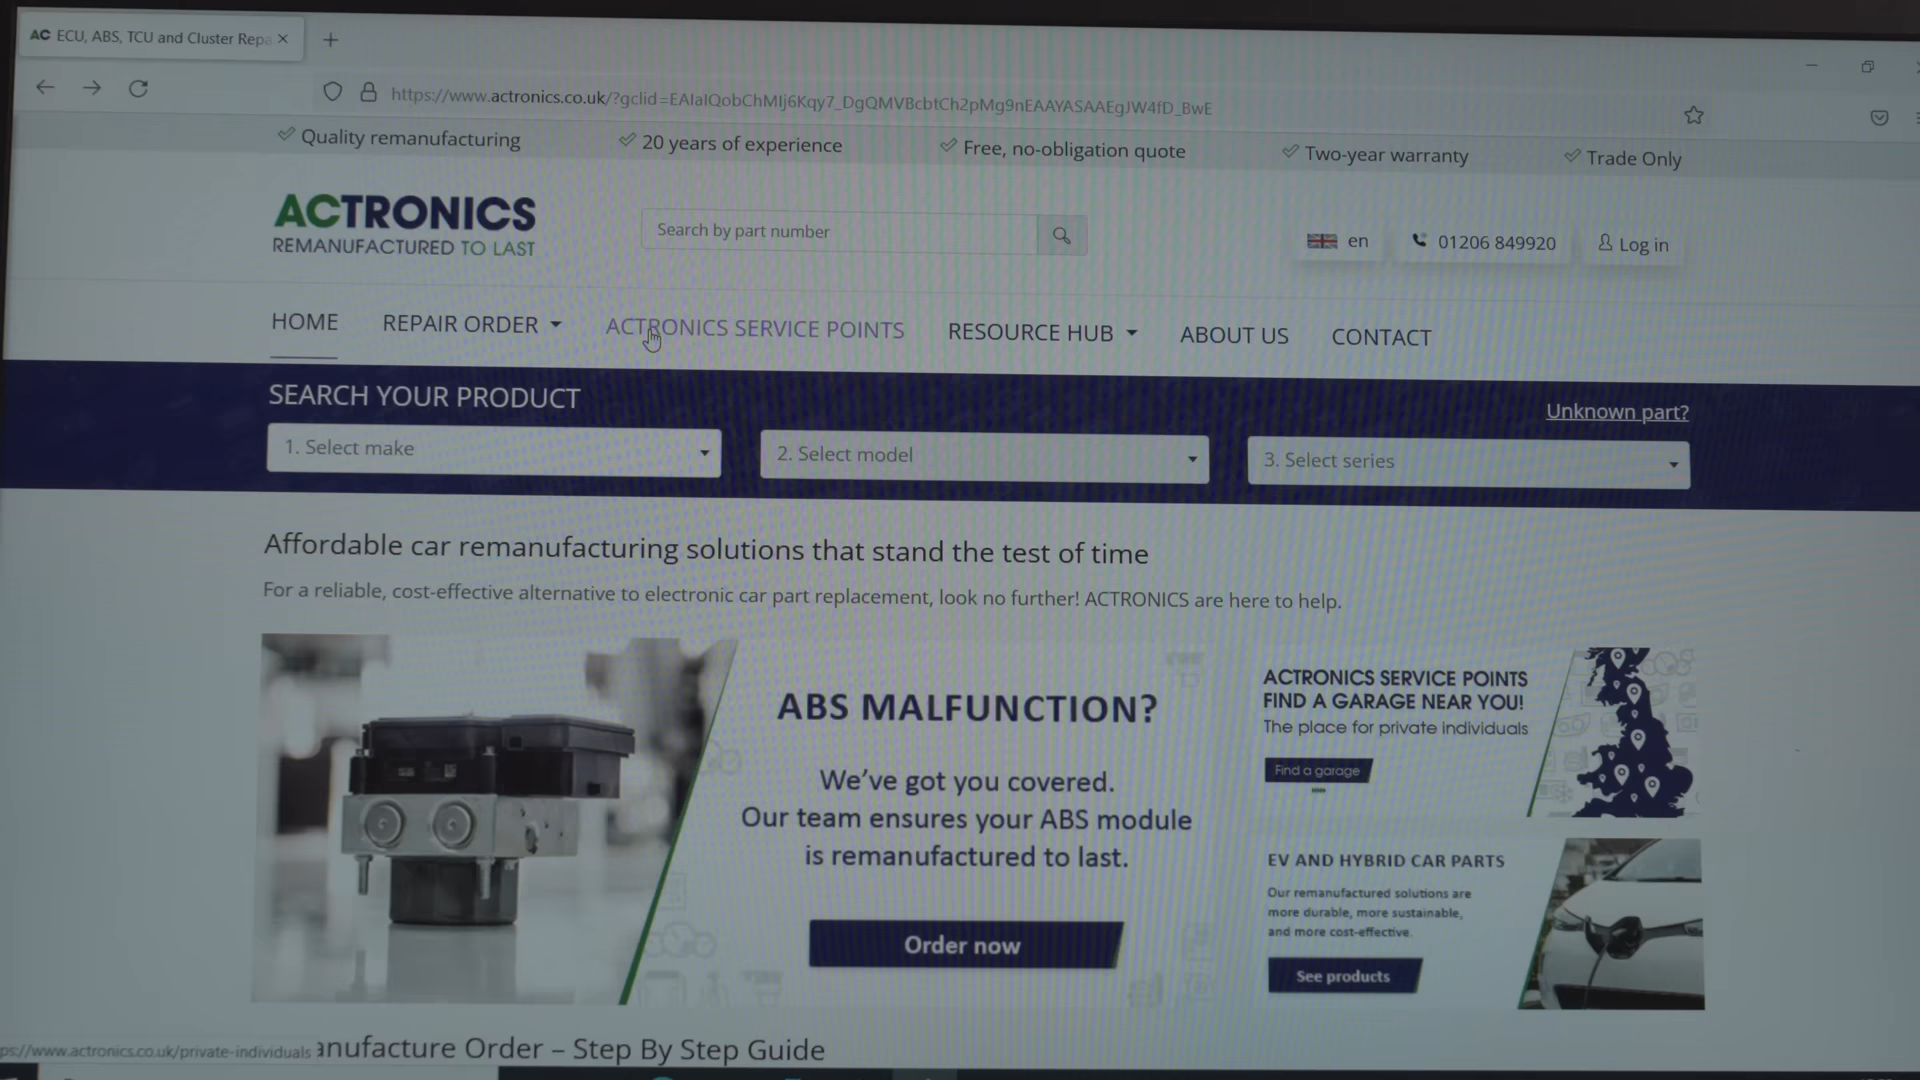 AC ECU, ABS, TCU and Cluster Repa
https://www.actronics.co.uk/?gclid=EAIaIQobChMIj6Kqy7_DgQMVBcbtCh2pMg9nEAAYASAAEgJW4fD_BwE
Quality remanufacturing
20 years of experience
Free, no-obligation quote
Two-year warranty
Trade Only
ACTRONICS
REMANUFACTURED TO LAST
Search by part number
en
01206 849920
Log in
HOME
REPAIR ORDER
ACTRONICS SERVICE POINTS
RESOURCE HUB
ABOUT US
CONTACT
SEARCH YOUR PRODUCT
Unknown part?
1. Select make
2. Select model
3. Select series
Affordable car remanufacturing solutions that stand the test of time
For a reliable, cost-effective alternative to electronic car part replacement, look no further! ACTRONICS are here to help.
ABS MALFUNCTION?
We've got you covered.
Our team ensures your ABS module
is remanufactured to last.
Order now
ACTRONICS SERVICE POINTS
FIND A GARAGE NEAR YOU!
The place for private individuals
Find a garage
EV AND HYBRID CAR PARTS
Our remanufactured solutions are
more durable, more sustainable,
and more cost-effective.
See products
ps://www.actronics.co.uk/private-individuals
anufacture Order – Step By Step Guide